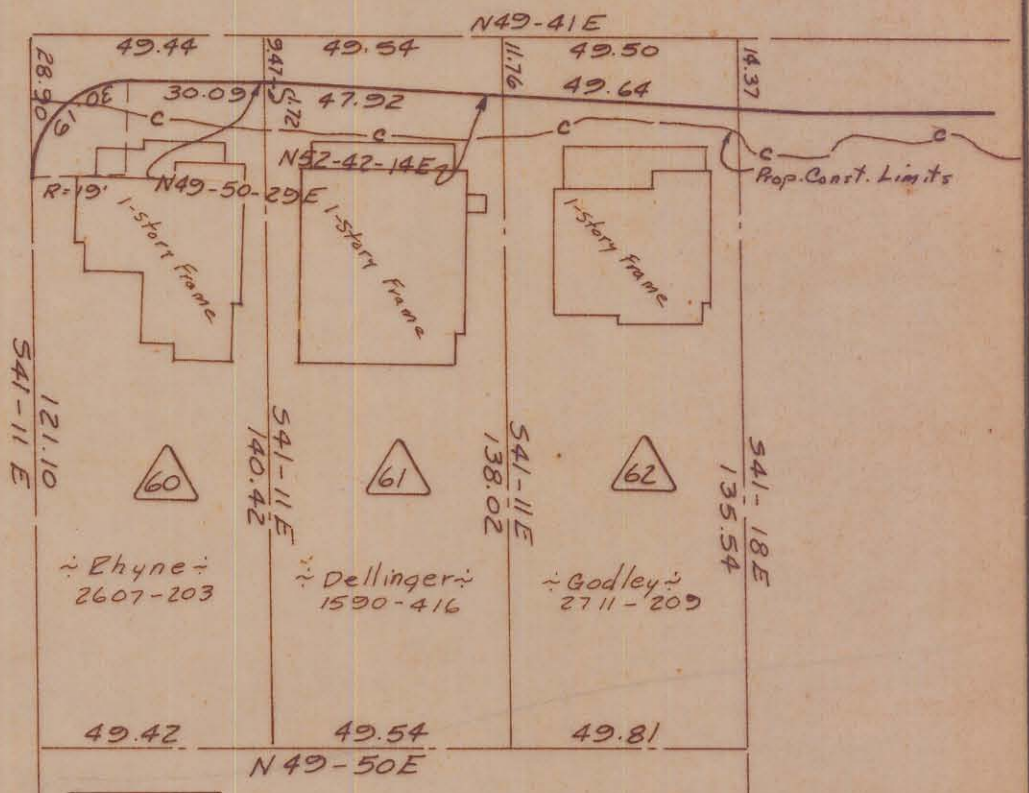 N49-41E
49.44
49.54
49.50
28.90
9.47-S
11.76
14.37
30.19
30.09
1.72
47.92
49.64
C
C
C
C
C
N52-42-14E
Prop. Const. Limits
R=19'
N49-50-29E
1-Story Frame
1-Story Frame
1-Story Frame
S41-11 E
121.10
S41-11E
140.42
S41-11E
138.02
S41-18E
135.54
60
61
62
Rhyne
2607-203
Dellinger
1590-416
Godley
2711-209
49.42
49.54
49.81
N49-50E